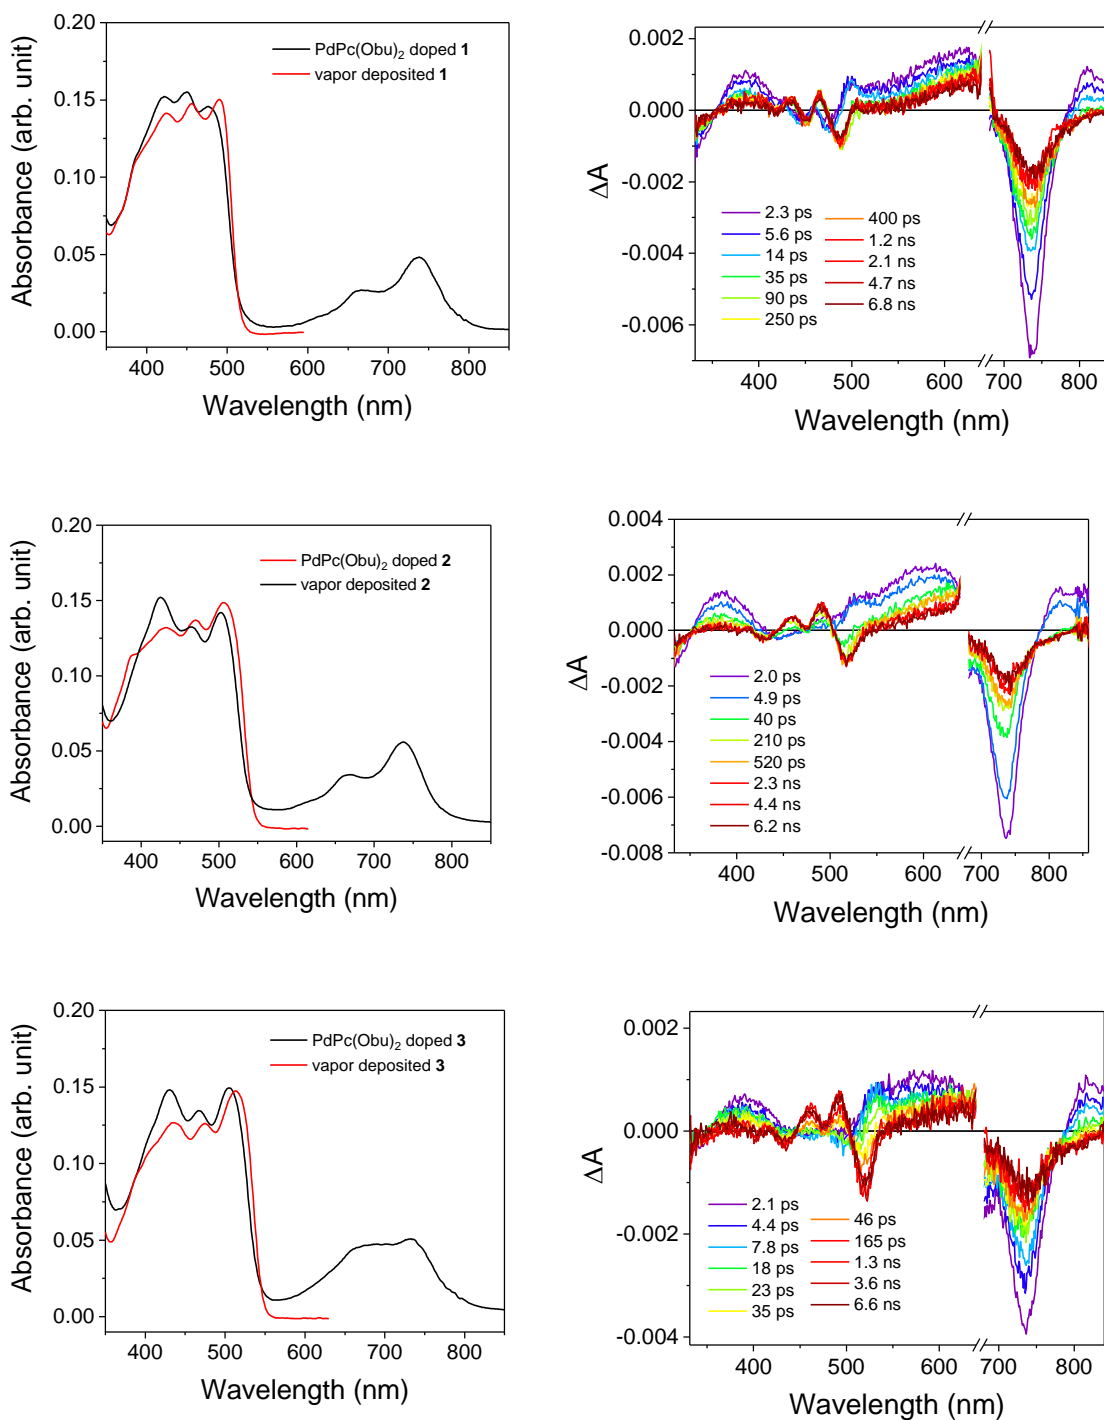 0.20
0.15
0.10
0.05
0.00
Absorbance (arb. unit)
PdPc(Obu)₂ doped 1
vapor deposited 1
400 500 600 700 800
Wavelength (nm)
0.002
0.000
-0.002
-0.004
-0.006
ΔA
2.3 ps
5.6 ps
14 ps
35 ps
90 ps
250 ps
400 ps
1.2 ns
2.1 ns
4.7 ns
6.8 ns
400 500 600 700 800
Wavelength (nm)
0.20
0.15
0.10
0.05
0.00
Absorbance (arb. unit)
PdPc(Obu)₂ doped 2
vapor deposited 2
400 500 600 700 800
Wavelength (nm)
0.004
0.002
0.000
-0.002
-0.004
-0.006
-0.008
ΔA
2.0 ps
4.9 ps
40 ps
210 ps
520 ps
2.3 ns
4.4 ns
6.2 ns
400 500 600 700 800
Wavelength (nm)
0.20
0.15
0.10
0.05
0.00
Absorbance (arb. unit)
PdPc(Obu)₂ doped 3
vapor deposited 3
400 500 600 700 800
Wavelength (nm)
0.002
0.000
-0.002
-0.004
ΔA
2.1 ps
4.4 ps
7.8 ps
18 ps
23 ps
35 ps
46 ps
165 ps
1.3 ns
3.6 ns
6.6 ns
400 500 600 700 800
Wavelength (nm)